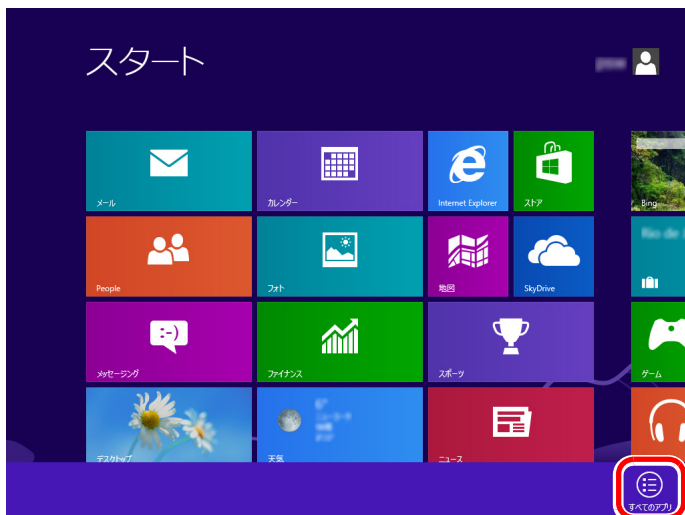 スタート
メール
カレンダー
Internet Explorer
ストア
Bing
People
フォト
地図
SkyDrive
メッセージング
ファイナンス
スポーツ
ゲーム
デスクトップ
天気
6°
ニュース
すべてのアプリ